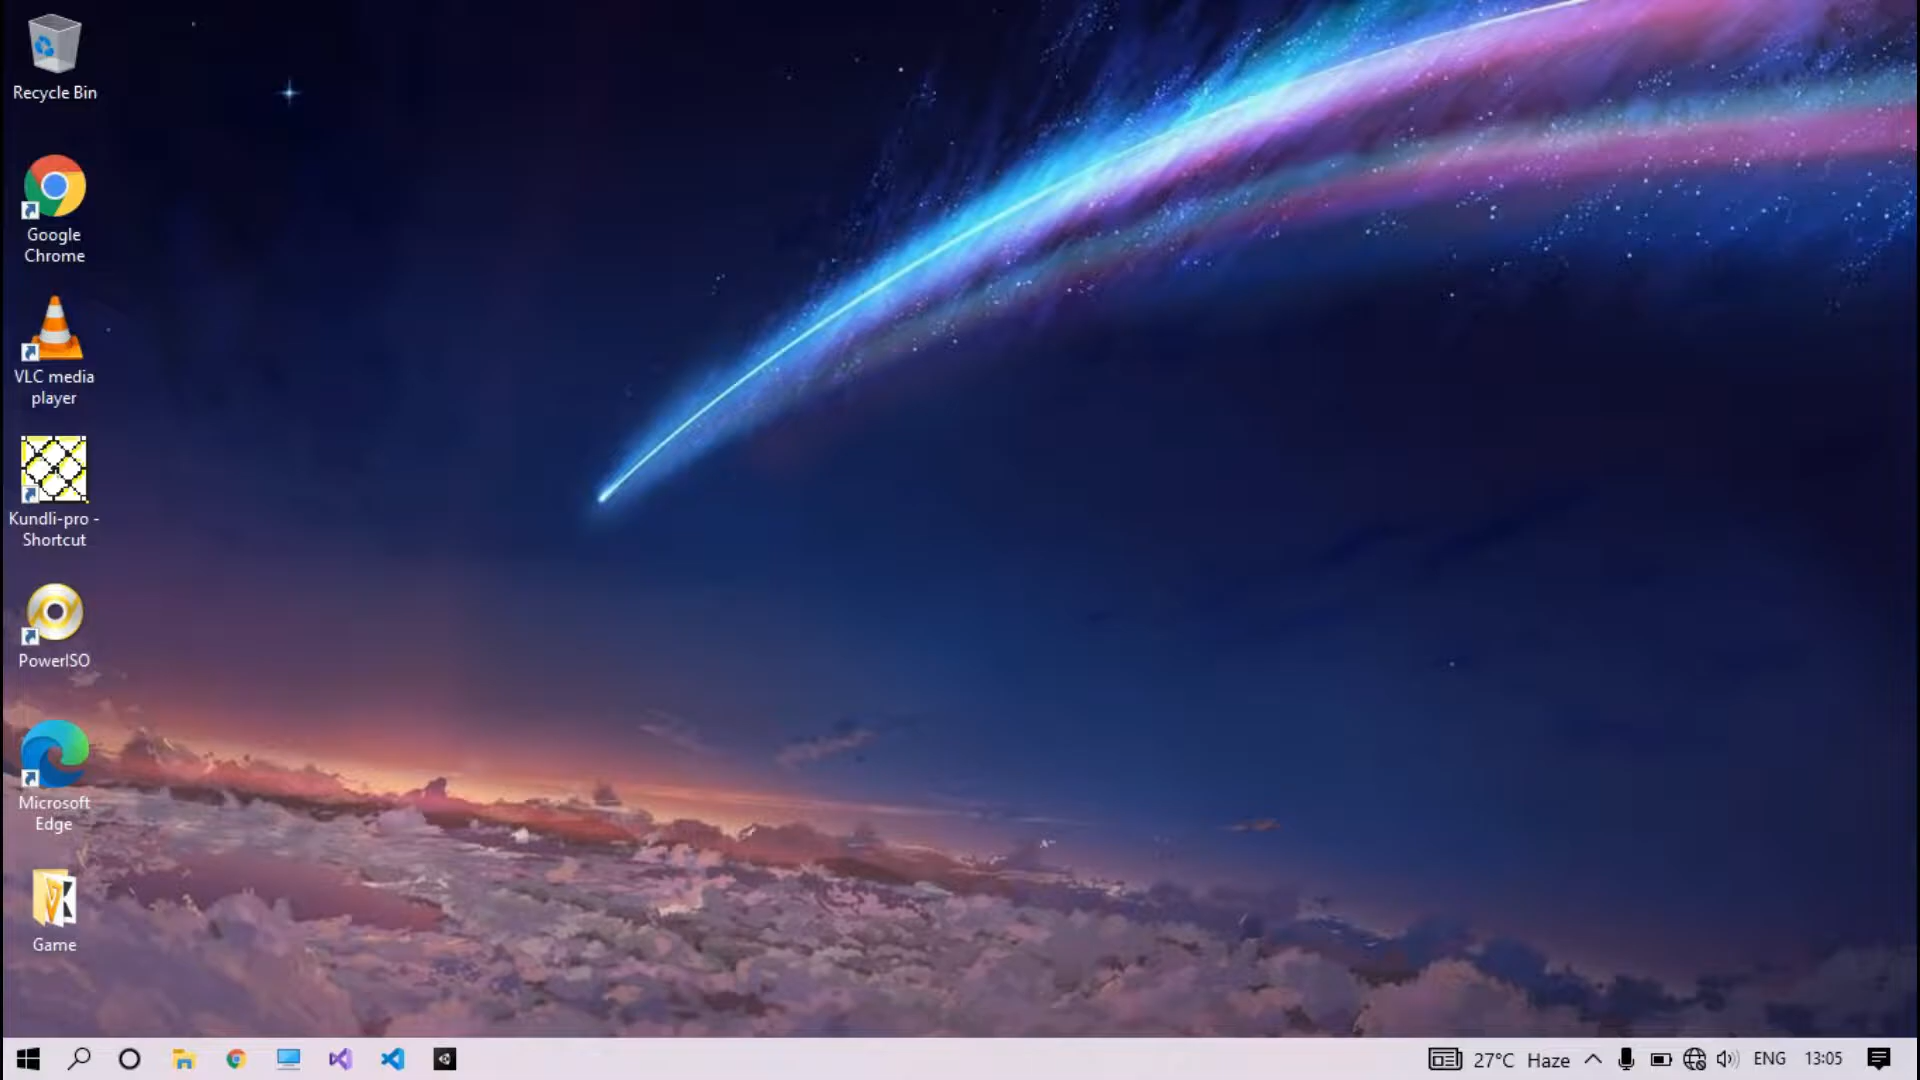 Recycle Bin
Google
Chrome
VLC media
player
Kundli-pro -
Shortcut
PowerISO
Microsoft
Edge
Game
27°C Haze ENG 13:05